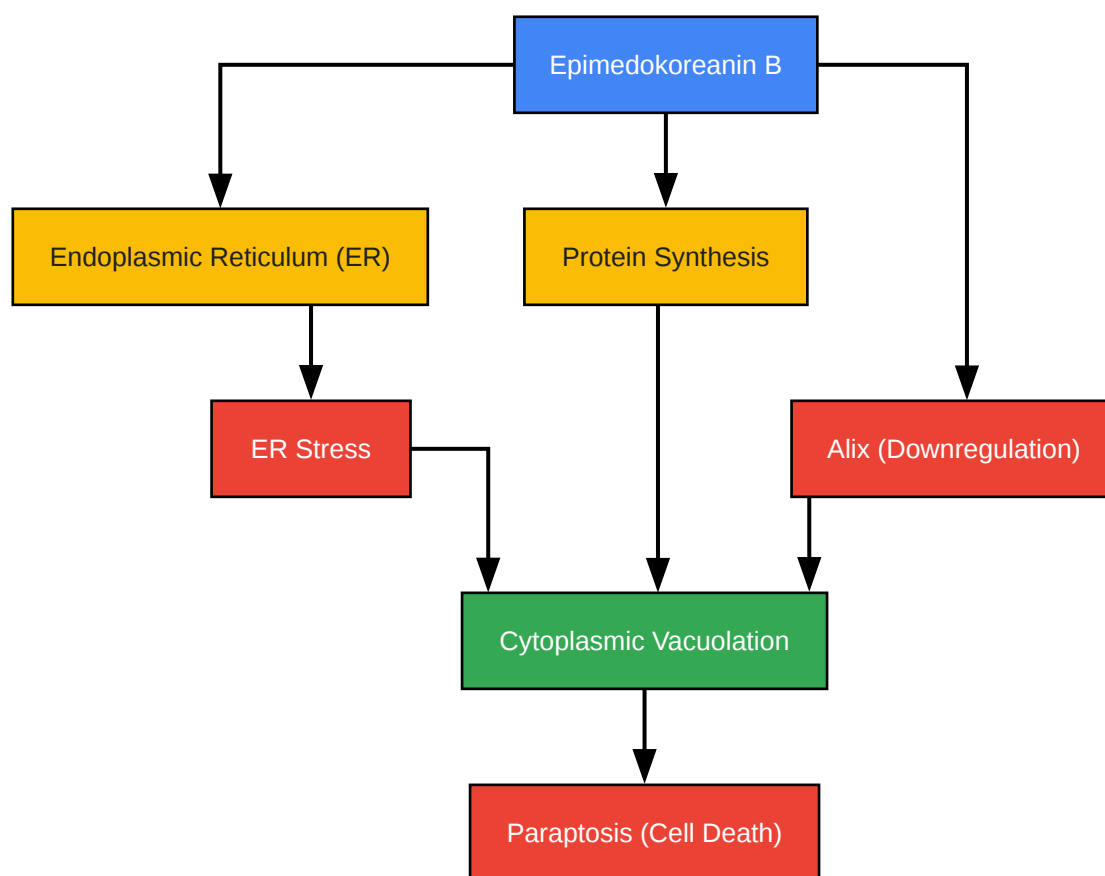 Epimedokoreanin B
Endoplasmic Reticulum (ER)
Protein Synthesis
ER Stress
Alix (Downregulation)
Cytoplasmic Vacuolation
Paraptosis (Cell Death)